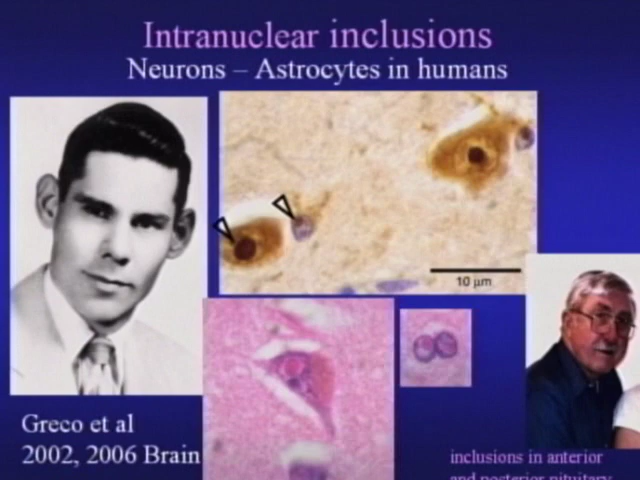 Intranuclear inclusions
Neurons – Astrocytes in humans
10 µm
Greco et al
2002, 2006 Brain
inclusions in anterior
and posterior pituitary